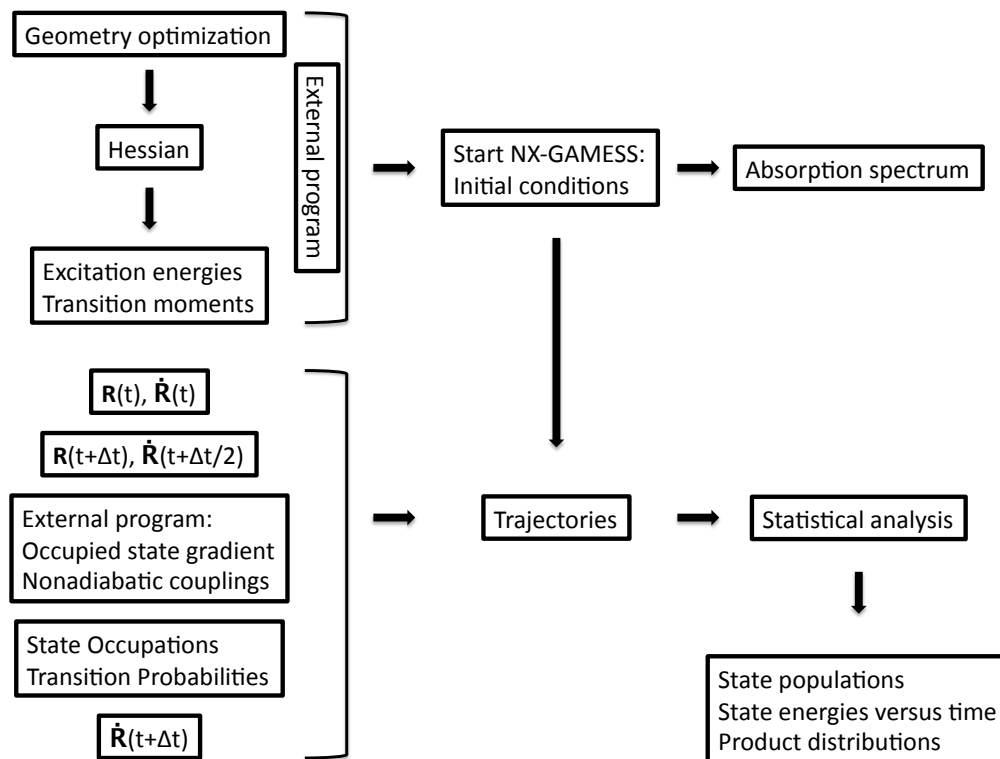 Geometry optimization
Hessian
Excitation energies
Transition moments
External program
Start NX-GAMESS:
Initial conditions
Absorption spectrum
R(t), Ṙ(t)
R(t+Δt), Ṙ(t+Δt/2)
External program:
Occupied state gradient
Nonadiabatic couplings
State Occupations
Transition Probabilities
Ṙ(t+Δt)
Trajectories
Statistical analysis
State populations
State energies versus time
Product distributions